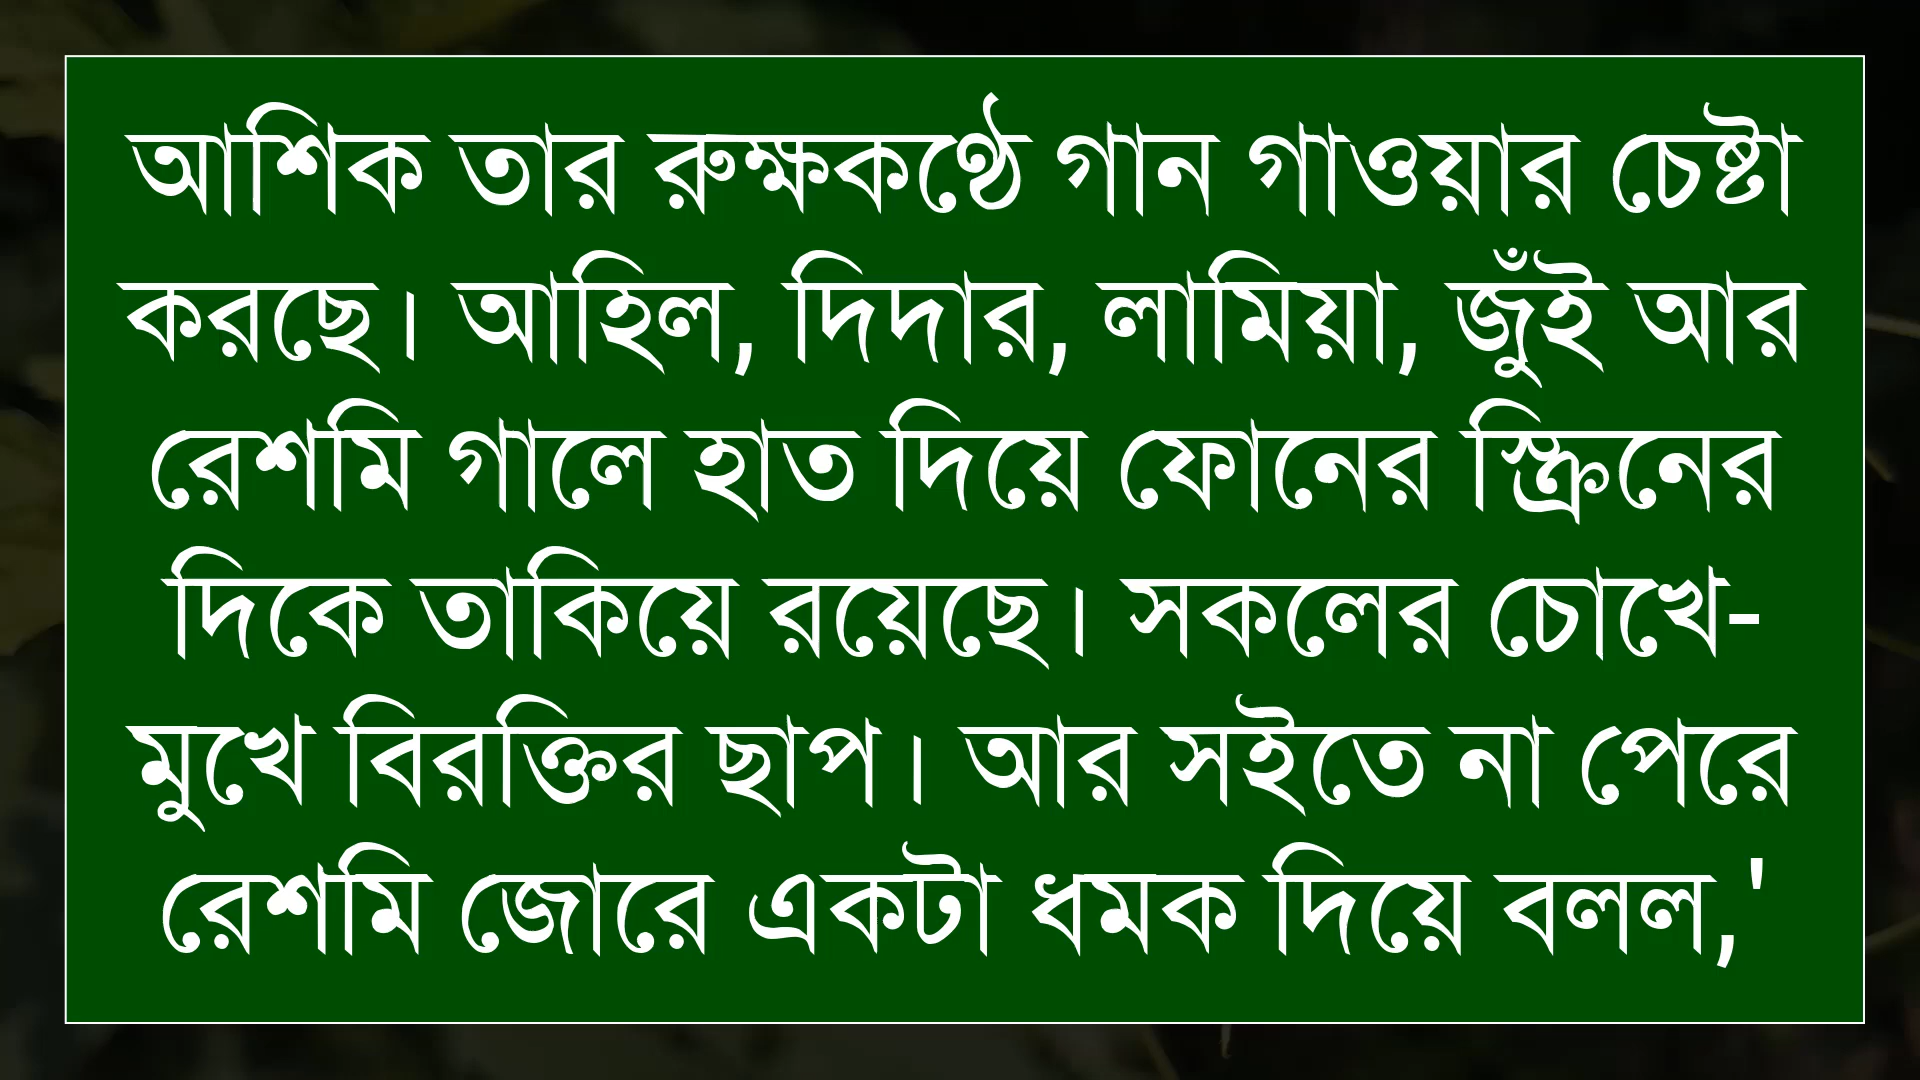 আশিক তার রুক্ষকণ্ঠে গান গাওয়ার চেষ্টা
করছে। আহিল, দিদার, লামিয়া, জুঁই আর
রেশমি গালে হাত দিয়ে ফোনের স্ক্রিনের
দিকে তাকিয়ে রয়েছে। সকলের চোখে-
মুখে বিরক্তির ছাপ। আর সইতে না পেরে
রেশমি জোরে একটা ধমক দিয়ে বলল,'